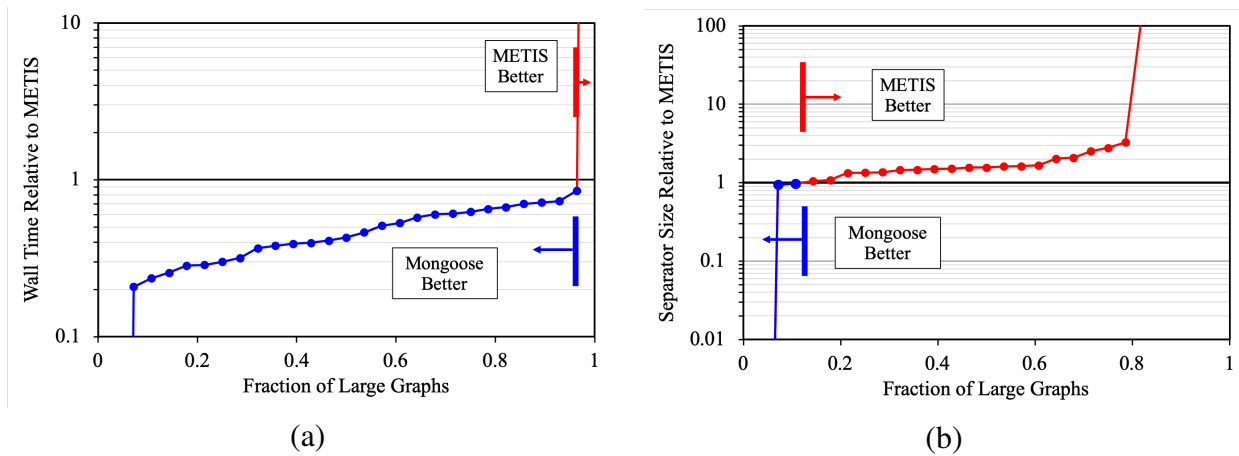 Wall Time Relative to METIS
10
1
0.1
METIS
Better
Mongoose
Better
0
0.2
0.4
0.6
0.8
1
Fraction of Large Graphs
(a)
Separator Size Relative to METIS
100
10
1
0.1
0.01
METIS
Better
Mongoose
Better
0
0.2
0.4
0.6
0.8
1
Fraction of Large Graphs
(b)